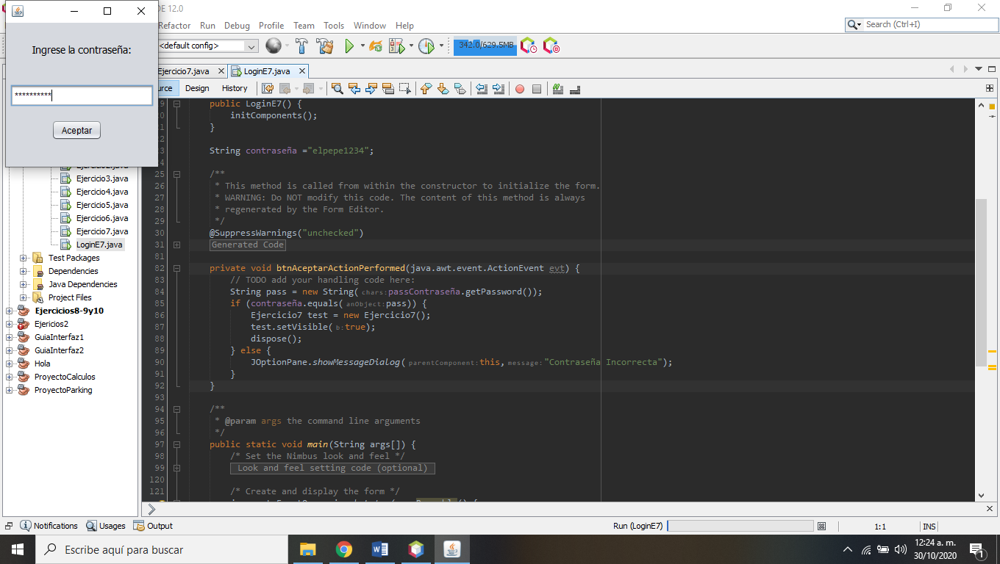 DE 12.0
Refactor Run Debug Profile Team Tools Window Help
Search (Ctrl+I)
<default config>
342.0/629.5MB
Ingrese la contraseña:
**********
Aceptar
Ejercicio7.java
LoginE7.java
Design History
Ejercicio3.java
Ejercicio4.java
Ejercicio5.java
Ejercicio6.java
Ejercicio7.java
LoginE7.java
Test Packages
Dependencies
Java Dependencies
Project Files
Ejercicios8-9y10
Ejericios2
GuiaInterfaz1
GuiaInterfaz2
Hola
ProyectoCalculos
ProyectoParking
public LoginE7() {
initComponents();
}
String contraseña ="elpepe1234";
25 /**
26 * This method is called from within the constructor to initialize the form.
27 * WARNING: Do NOT modify this code. The content of this method is always
28 * regenerated by the Form Editor.
29 */
30 @SuppressWarnings("unchecked")
31 Generated Code
81
82 private void btnAceptarActionPerformed(java.awt.event.ActionEvent evt) {
83 // TODO add your handling code here:
84 String pass = new String(chars:passContraseña.getPassword());
85 if (contraseña.equals(anObject:pass)) {
86 Ejercicio7 test = new Ejercicio7();
87 test.setVisible(b:true);
88 dispose();
89 } else {
90 JOptionPane.showMessageDialog(parentComponent:this,message:"Contraseña Incorrecta");
91 }
92 }
93
94 /**
95 * @param args the command line arguments
96 */
97 public static void main(String args[]) {
98 /* Set the Nimbus look and feel */
99 Look and feel setting code (optional)
120
121 /* Create and display the form */
Notifications Usages Output
Run (LoginE7)
1:1
INS
Escribe aquí para buscar
12:24 a. m.
30/10/2020
1